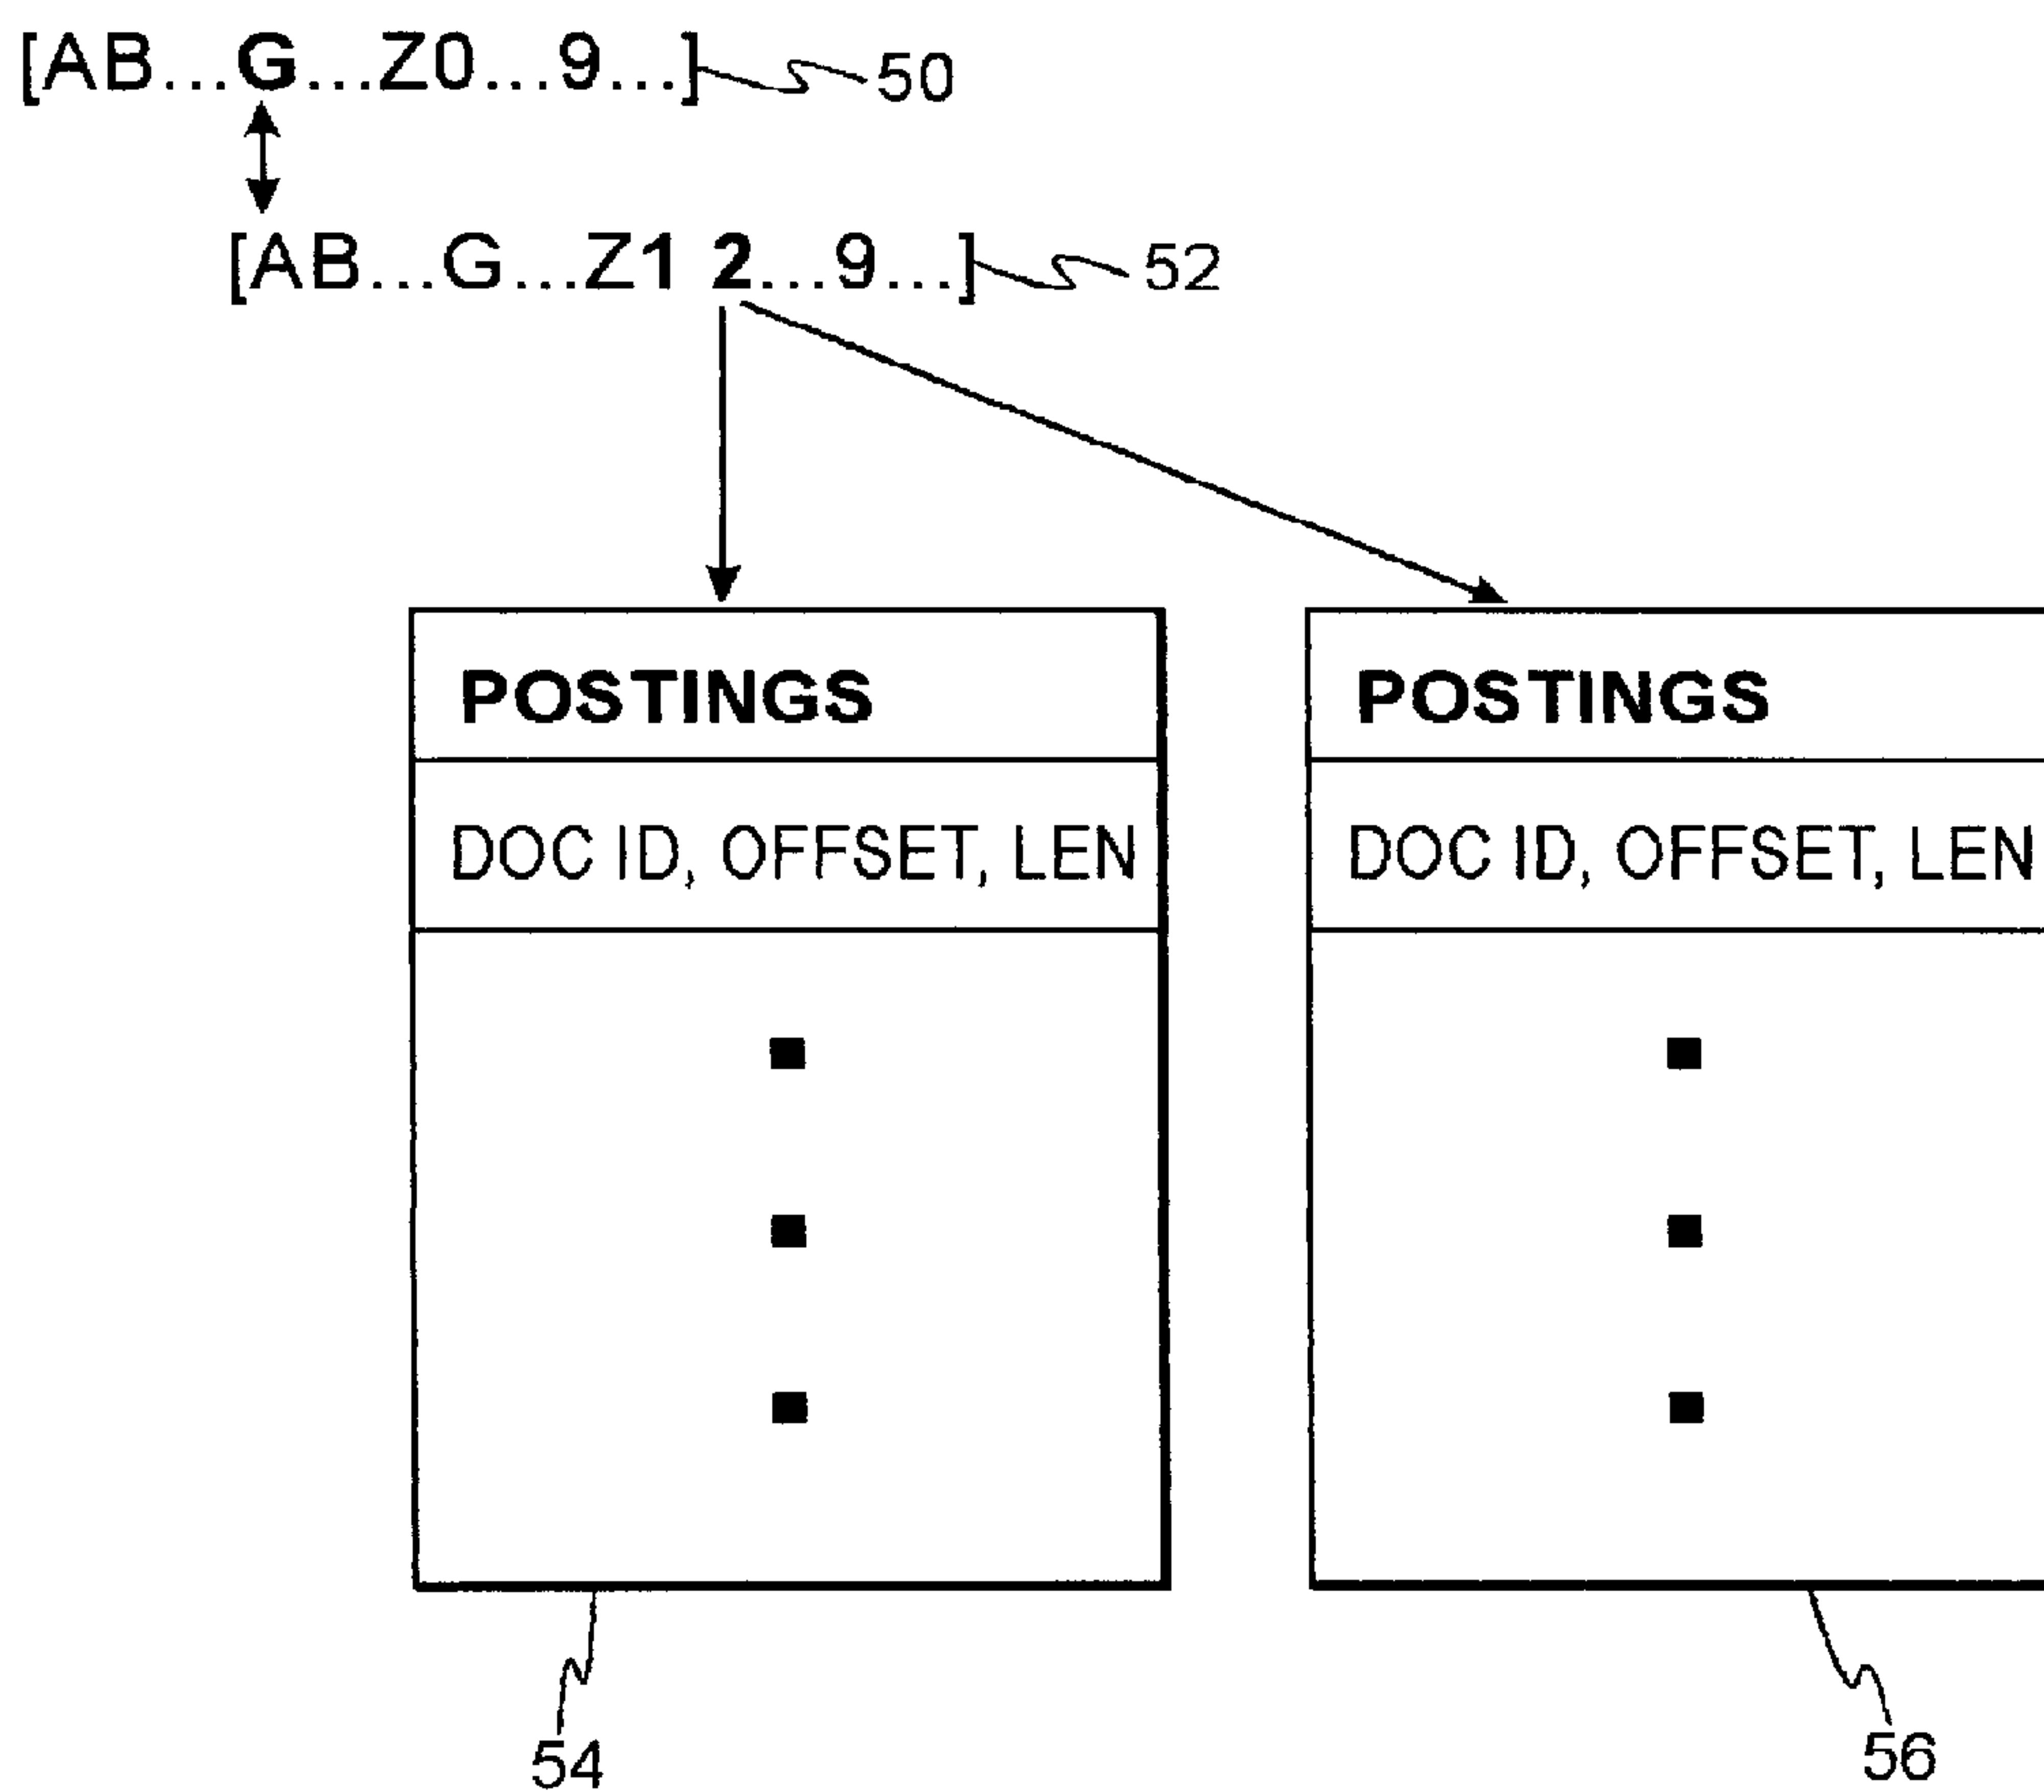 [AB...G...Z0...9...] 50
[AB...G...Z1 2...9...] 52
POSTINGS POSTINGS
DOC ID, OFFSET, LEN DOC ID, OFFSET, LEN
54 56